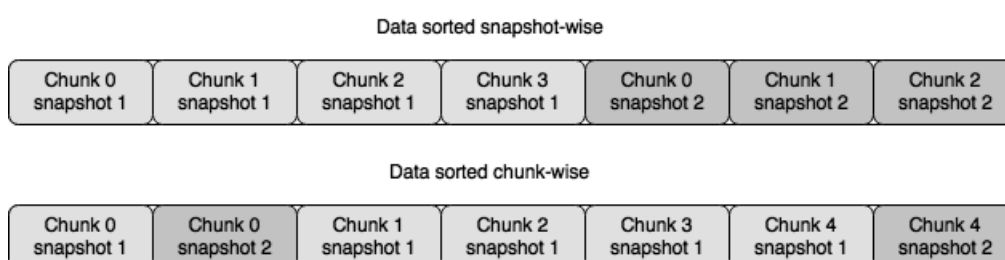 Data sorted snapshot-wise
Chunk 0 Chunk 1 Chunk 2 Chunk 3 Chunk 0 Chunk 1 Chunk 2
snapshot 1 snapshot 1 snapshot 1 snapshot 1 snapshot 2 snapshot 2 snapshot 2
Data sorted chunk-wise
Chunk 0 Chunk 0 Chunk 1 Chunk 2 Chunk 3 Chunk 4 Chunk 4
snapshot 1 snapshot 2 snapshot 1 snapshot 1 snapshot 1 snapshot 1 snapshot 2